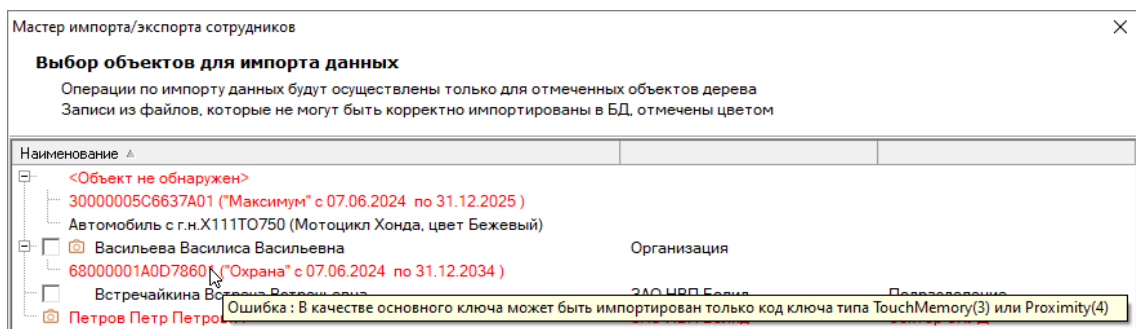 Мастер импорта/экспорта сотрудников
Выбор объектов для импорта данных
Операции по импорту данных будут осуществлены только для отмеченных объектов дерева
Записи из файлов, которые не могут быть корректно импортированы в БД, отмечены цветом
Наименование
<Объект не обнаружен>
30000005C6637A01 ("Максимум" с 07.06.2024 по 31.12.2025 )
Автомобиль с г.н.X111TO750 (Мотоцикл Хонда, цвет Бежевый)
Васильева Василиса Васильевна Организация
68000001A0D78601 ("Охрана" с 07.06.2024 по 31.12.2034 )
Встречайкина
Ошибка : В качестве основного ключа может быть импортирован только код ключа типа TouchMemory(3) или Proximity(4)
Петров Петр